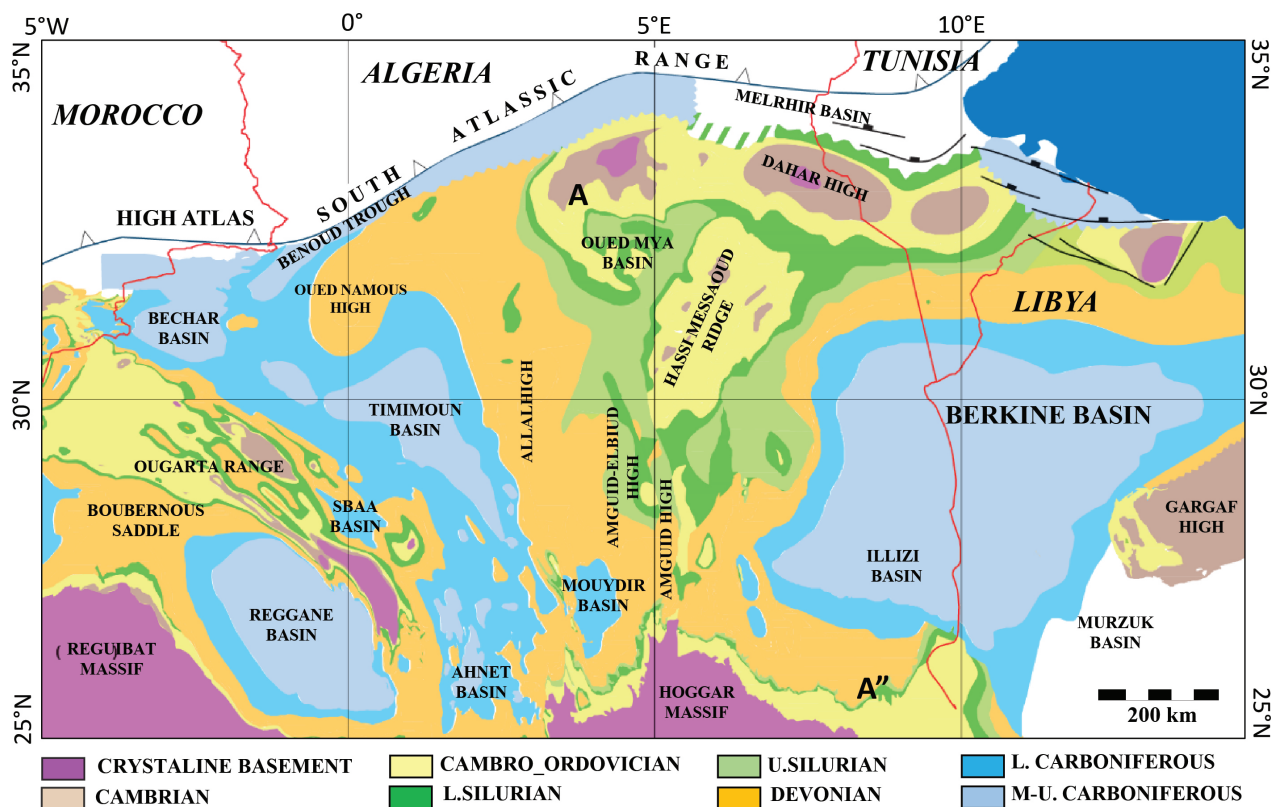 5°W
0°
5°E
10°E
35°N
35°N
ALGERIA
TUNISIA
MOROCCO
SOUTH ATLASSIC RANGE
MELRHIR BASIN
DAHAR HIGH
HIGH ATLAS
BENOUD TROUGH
A
OUED MYA
BASIN
OUED NAMOUS
HIGH
HASSI MESSAOUD
RIDGE
LIBYA
BECHAR
BASIN
30°N
30°N
TIMIMOUN
BASIN
ALLALHIGH
BERKINE BASIN
AMGUID-ELBIUD
HIGH
OUGARTA RANGE
BOUBERNOUS
SADDLE
SBAA
BASIN
AMGUID HIGH
GARGAF
HIGH
ILLIZI
BASIN
MOUYDIR
BASIN
REGGANE
BASIN
MURZUK
BASIN
( REGU)IBAT
MASSIF
AHNET
BASIN
HOGGAR
MASSIF
A”
200 km
25°N
25°N
CRYSTALINE BASEMENT
CAMBRO_ORDOVICIAN
U.SILURIAN
L. CARBONIFEROUS
CAMBRIAN
L.SILURIAN
DEVONIAN
M-U. CARBONIFEROUS